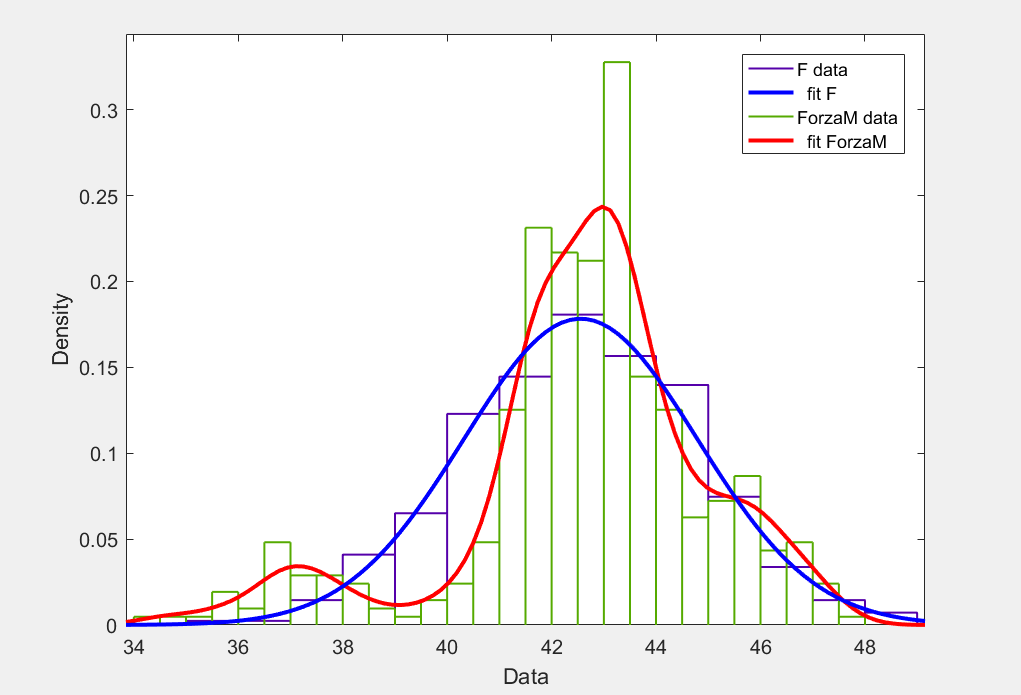 F data
fit F
ForzaM data
fit ForzaM
0.3
0.25
0.2
0.15
0.1
0.05
0
Density
34 36 38 40 42 44 46 48
Data